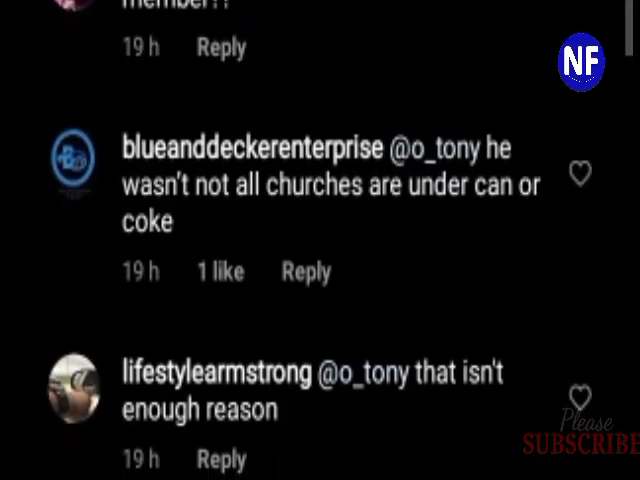 member??
19 h Reply
NF
blueanddeckerenterprise @o_tony he
wasn't not all churches are under can or
coke
19 h 1 like Reply
lifestylearmstrong @o_tony that isn't
enough reason
19 h Reply
Please
SUBSCRIBE